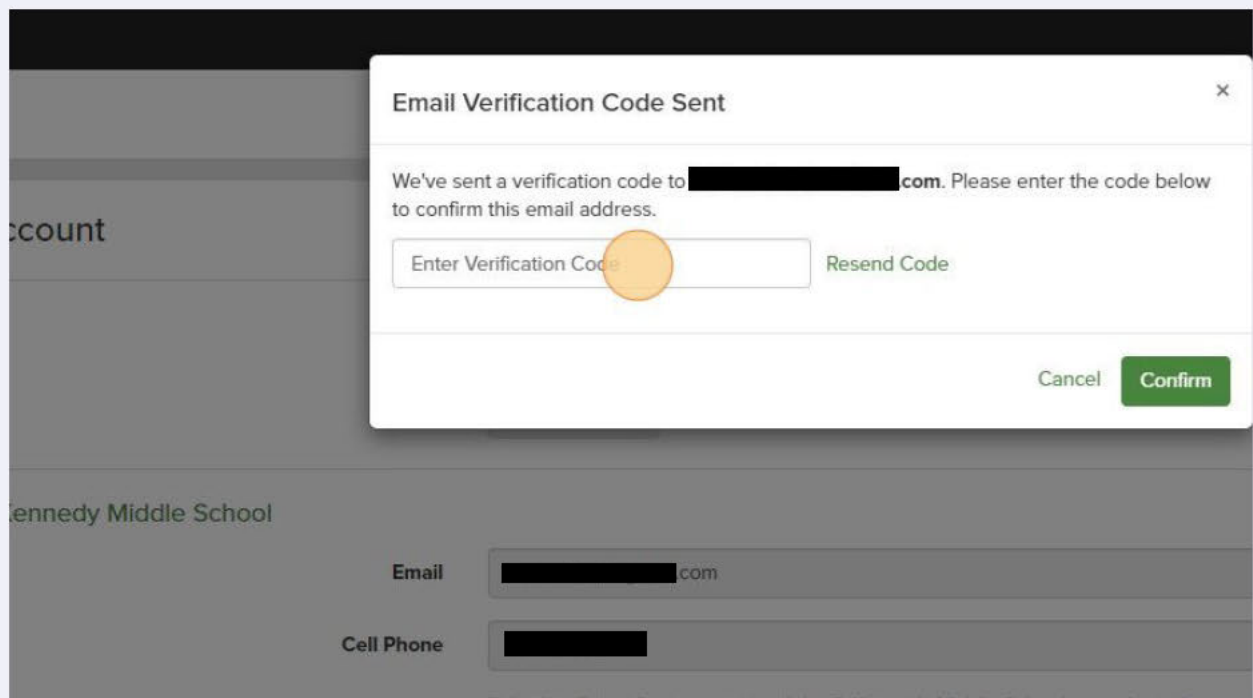 Email Verification Code Sent
×
We've sent a verification code to .com. Please enter the code below
to confirm this email address.
ccount
Enter Verification Code
Resend Code
Cancel
Confirm
Kennedy Middle School
Email
.com
Cell Phone